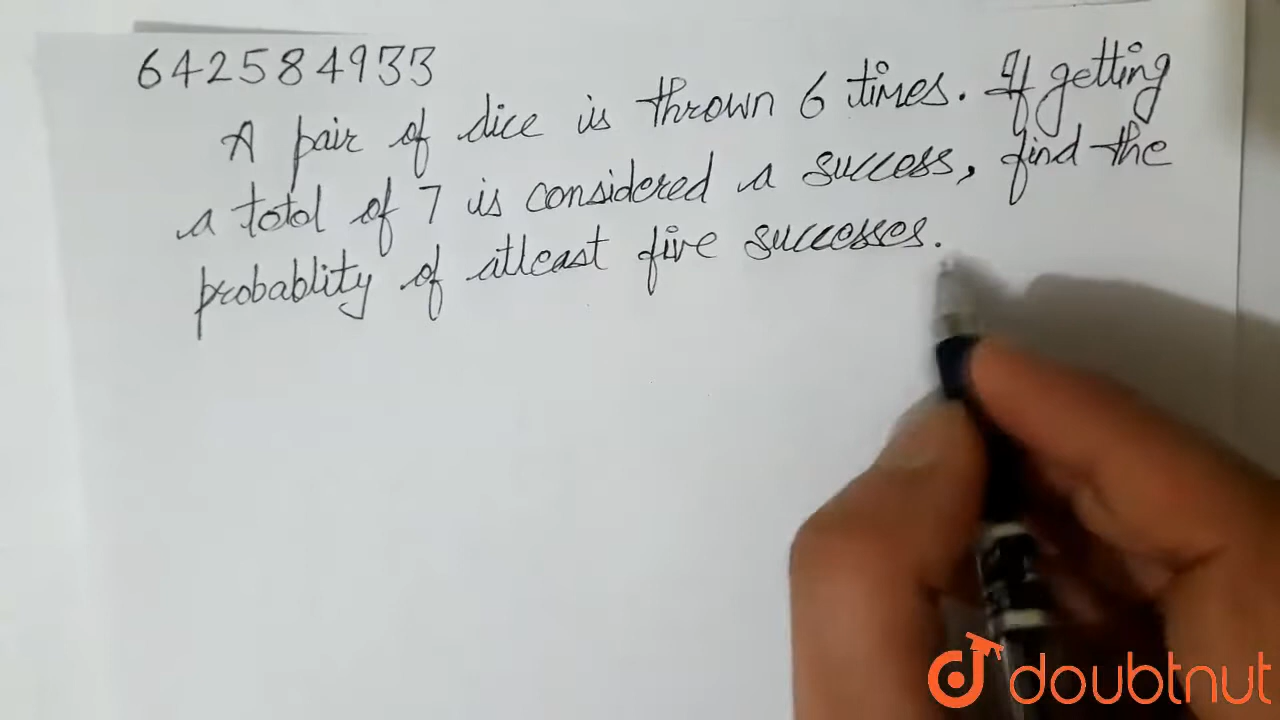 642584933
A pair of dice is thrown 6 times. If getting
a total of 7 is considered a success, find the
probablity of atleast five successes.
doubtnut